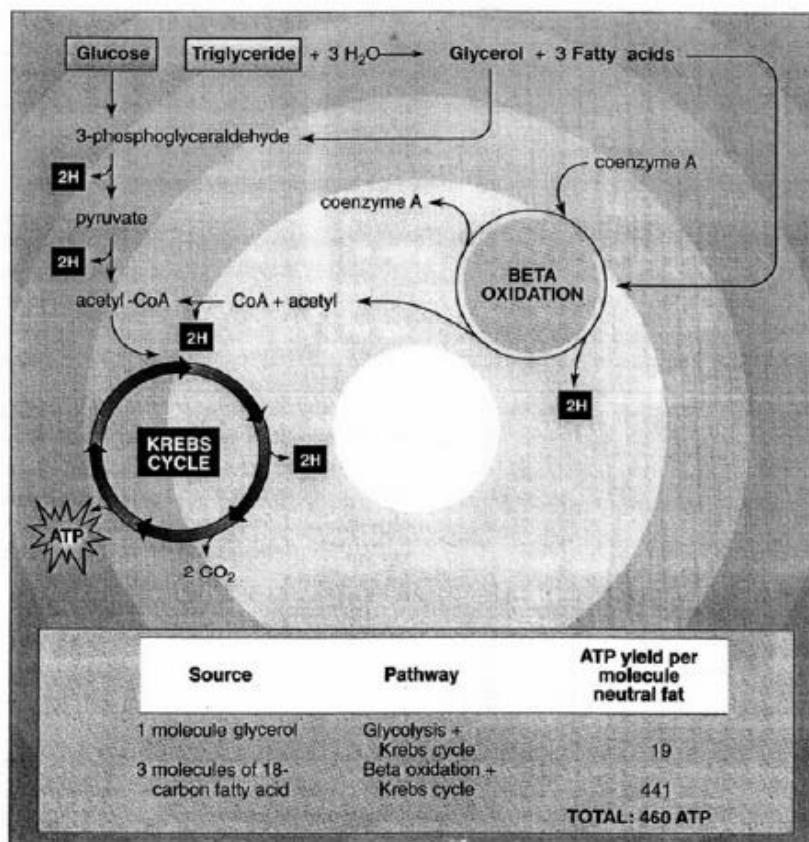 Glucose Triglyceride + 3 H₂O → Glycerol + 3 Fatty acids
3-phosphoglyceraldehyde
coenzyme A
2H
coenzyme A
pyruvate
BETA
OXIDATION
2H
acetyl-CoA CoA + acetyl
2H
2H
KREBS
CYCLE
2H
ATP
2 CO₂
Source Pathway ATP yield per
molecule
neutral fat
1 molecule glycerol Glycolysis +
Krebs cycle 19
3 molecules of 18- Beta oxidation +
carbon fatty acid Krebs cycle 441
TOTAL: 460 ATP